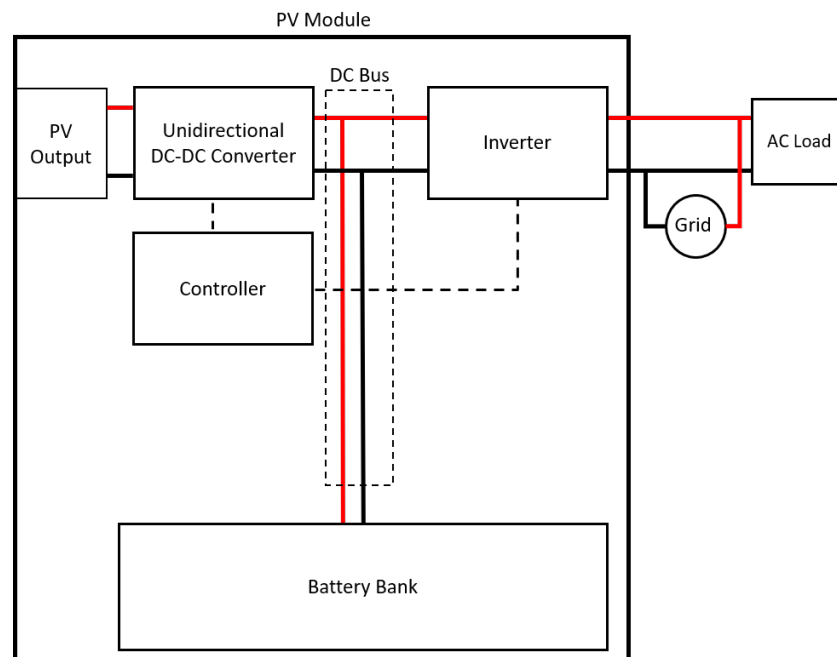 PV Module
DC Bus
PV
Output
Unidirectional
DC-DC Converter
Inverter
AC Load
Grid
Controller
Battery Bank